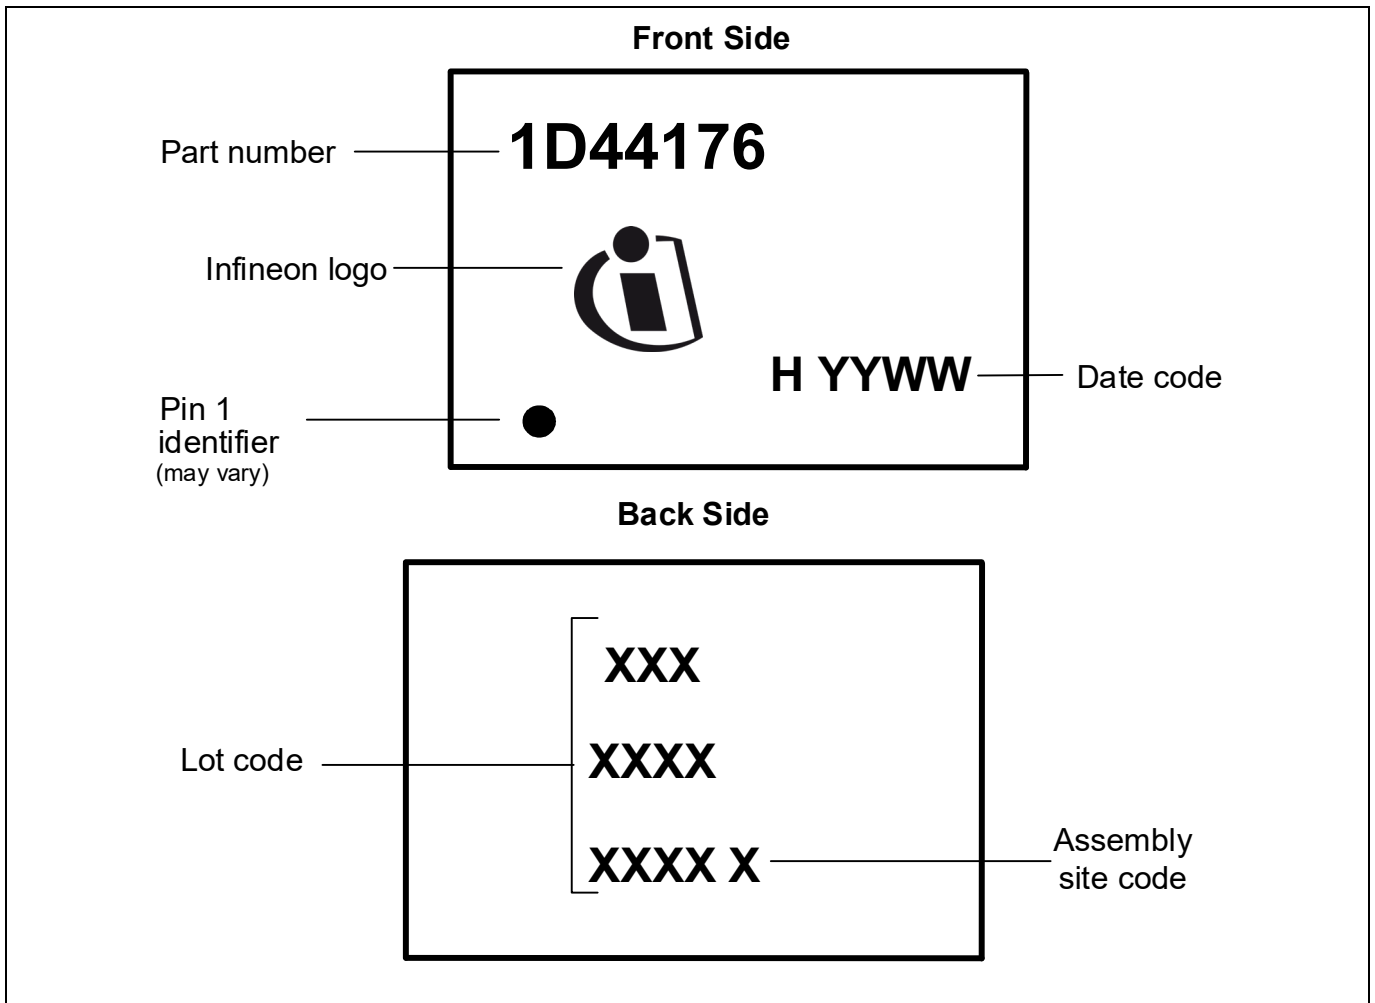 Front Side
Part number
1D44176
Infineon logo
H YYWW
Date code
Pin 1
identifier
(may vary)
Back Side
XXX
Lot code
XXXX
XXXX X
Assembly
site code